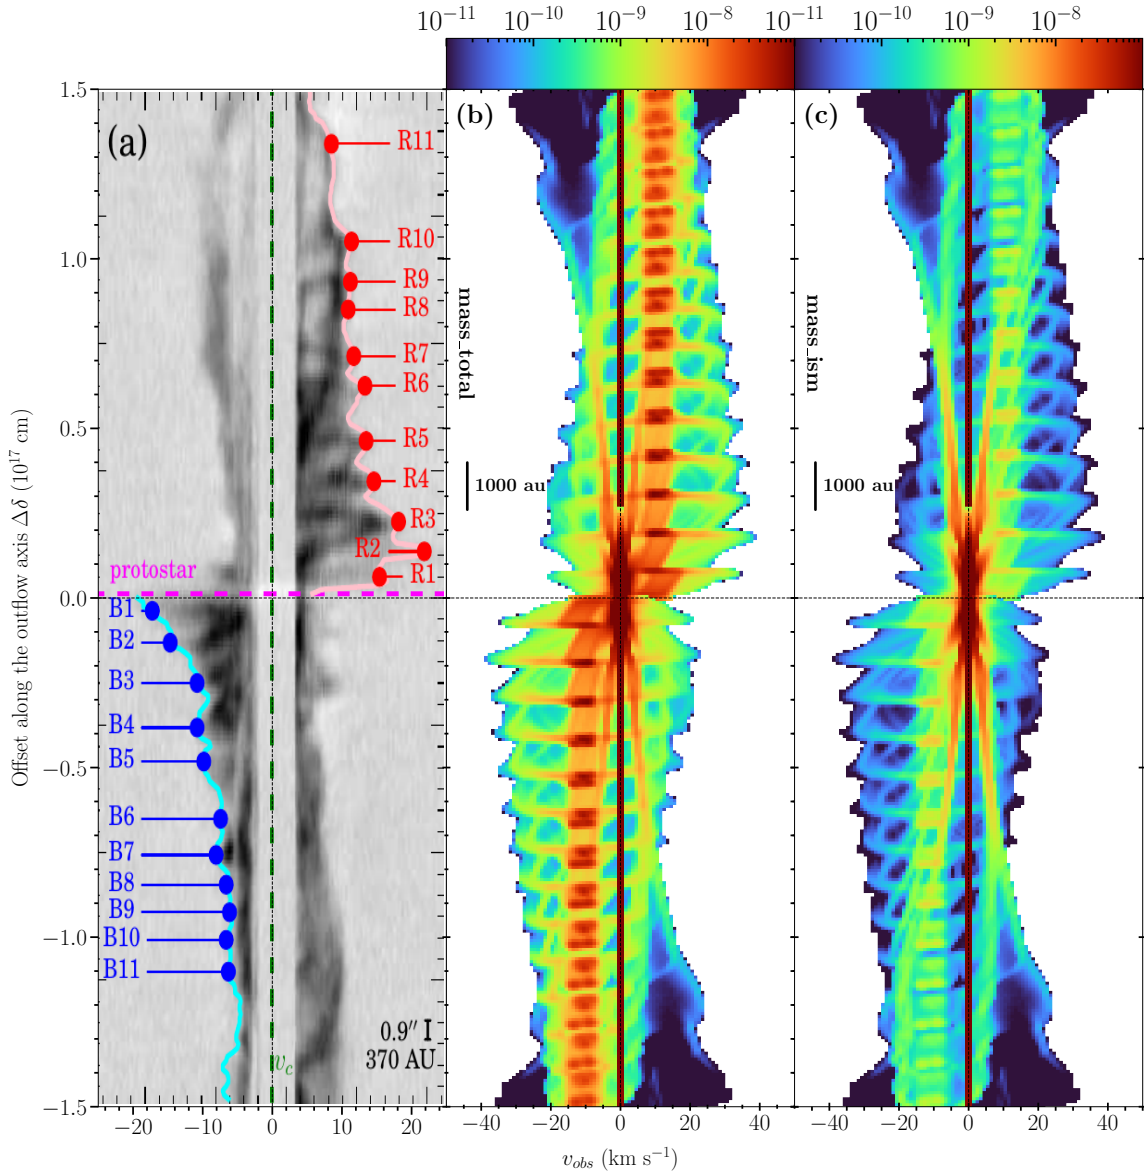 10⁻¹¹ 10⁻¹⁰ 10⁻⁹ 10⁻⁸ 10⁻¹¹ 10⁻¹⁰ 10⁻⁹ 10⁻⁸
(a) (b) (c)
1.5
1.0
0.5
0.0
−0.5
−1.0
−1.5
Offset along the outflow axis Δδ (10¹⁷ cm)
R11
R10
R9
R8
R7
R6
R5
R4
R3
R2
R1
protostar
B1
B2
B3
B4
B5
B6
B7
B8
B9
B10
B11
0.9″ I
370 AU
v_c
mass_total
1000 au
mass_ism
1000 au
−20 −10 0 10 20
−40 −20 0 20 40
−40 −20 0 20 40
v_obs (km s⁻¹)